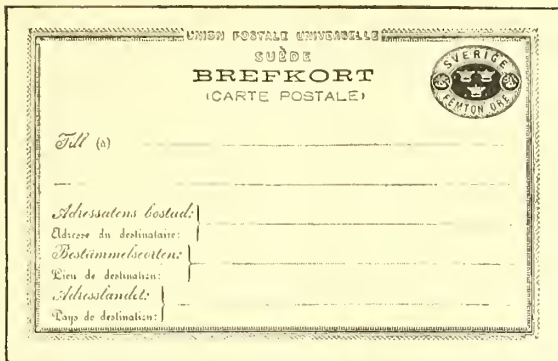 UNION POSTALE UNIVERSELLE
SUÈDE
BREFKORT
(CARTE POSTALE)
SVERIGE
FEMTON ÖRE
Till (à)
Adressatens bostad:
Adresse du destinataire:
Bestämmelseorten:
Lieu de destination:
Adresslandet:
Pays de destination: